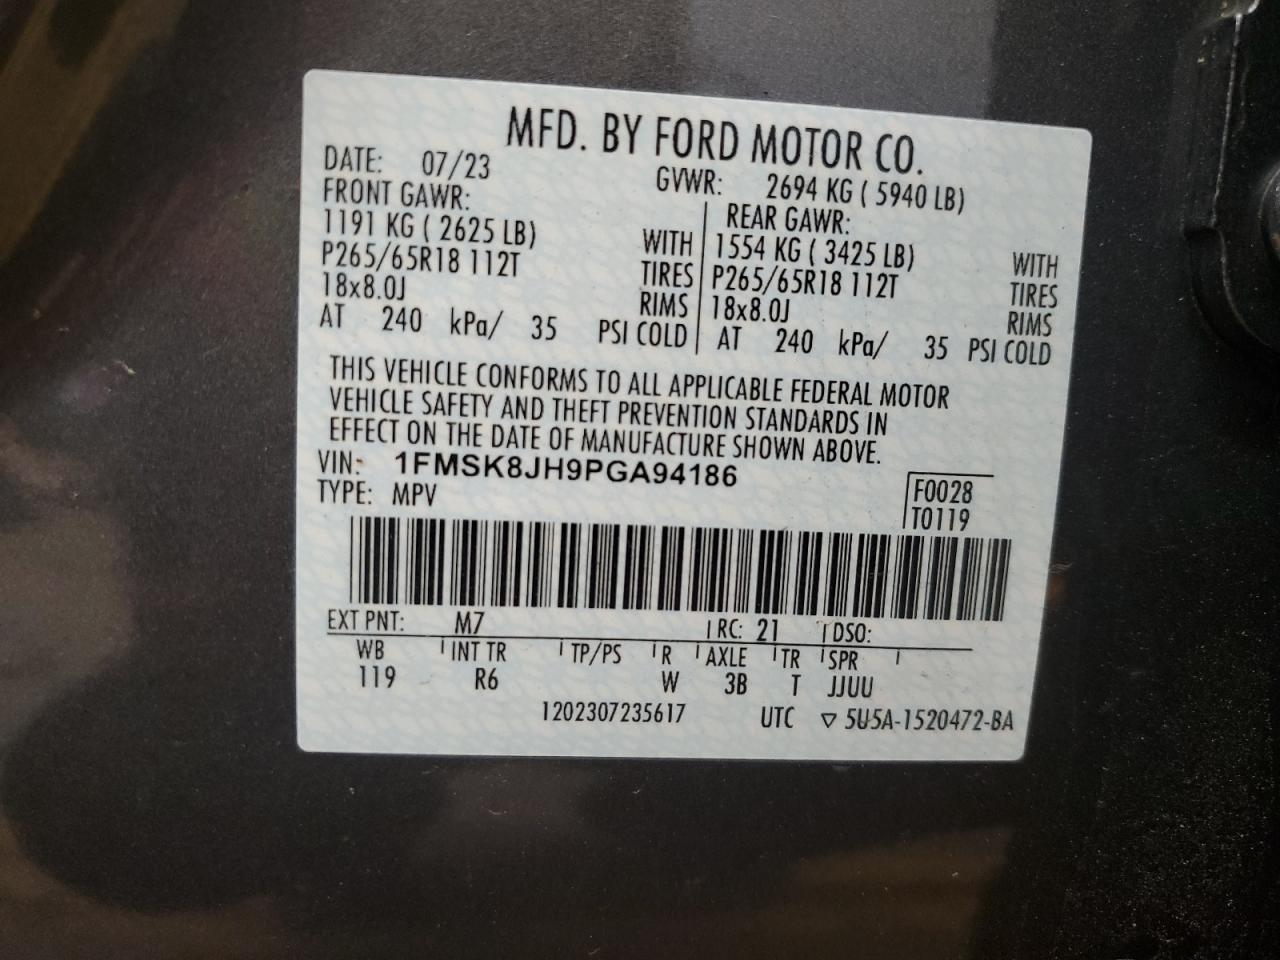 MFD. BY FORD MOTOR CO.
DATE: 07/23 GVWR: 2694 KG ( 5940 LB)
FRONT GAWR:
1191 KG ( 2625 LB) WITH
P265/65R18 112T TIRES
18x8.0J RIMS
AT 240 kPa/ 35 PSI COLD
REAR GAWR:
1554 KG ( 3425 LB) WITH
P265/65R18 112T TIRES
18x8.0J RIMS
AT 240 kPa/ 35 PSI COLD
THIS VEHICLE CONFORMS TO ALL APPLICABLE FEDERAL MOTOR
VEHICLE SAFETY AND THEFT PREVENTION STANDARDS IN
EFFECT ON THE DATE OF MANUFACTURE SHOWN ABOVE.
VIN: 1FMSK8JH9PGA94186
TYPE: MPV
F0028
T0119
EXT PNT: M7 RC: 21 DSO:
WB INT TR TP/PS R AXLE TR SPR
119 R6 W 3B T JJUU
1202307235617 UTC ▽ 5U5A-1520472-BA